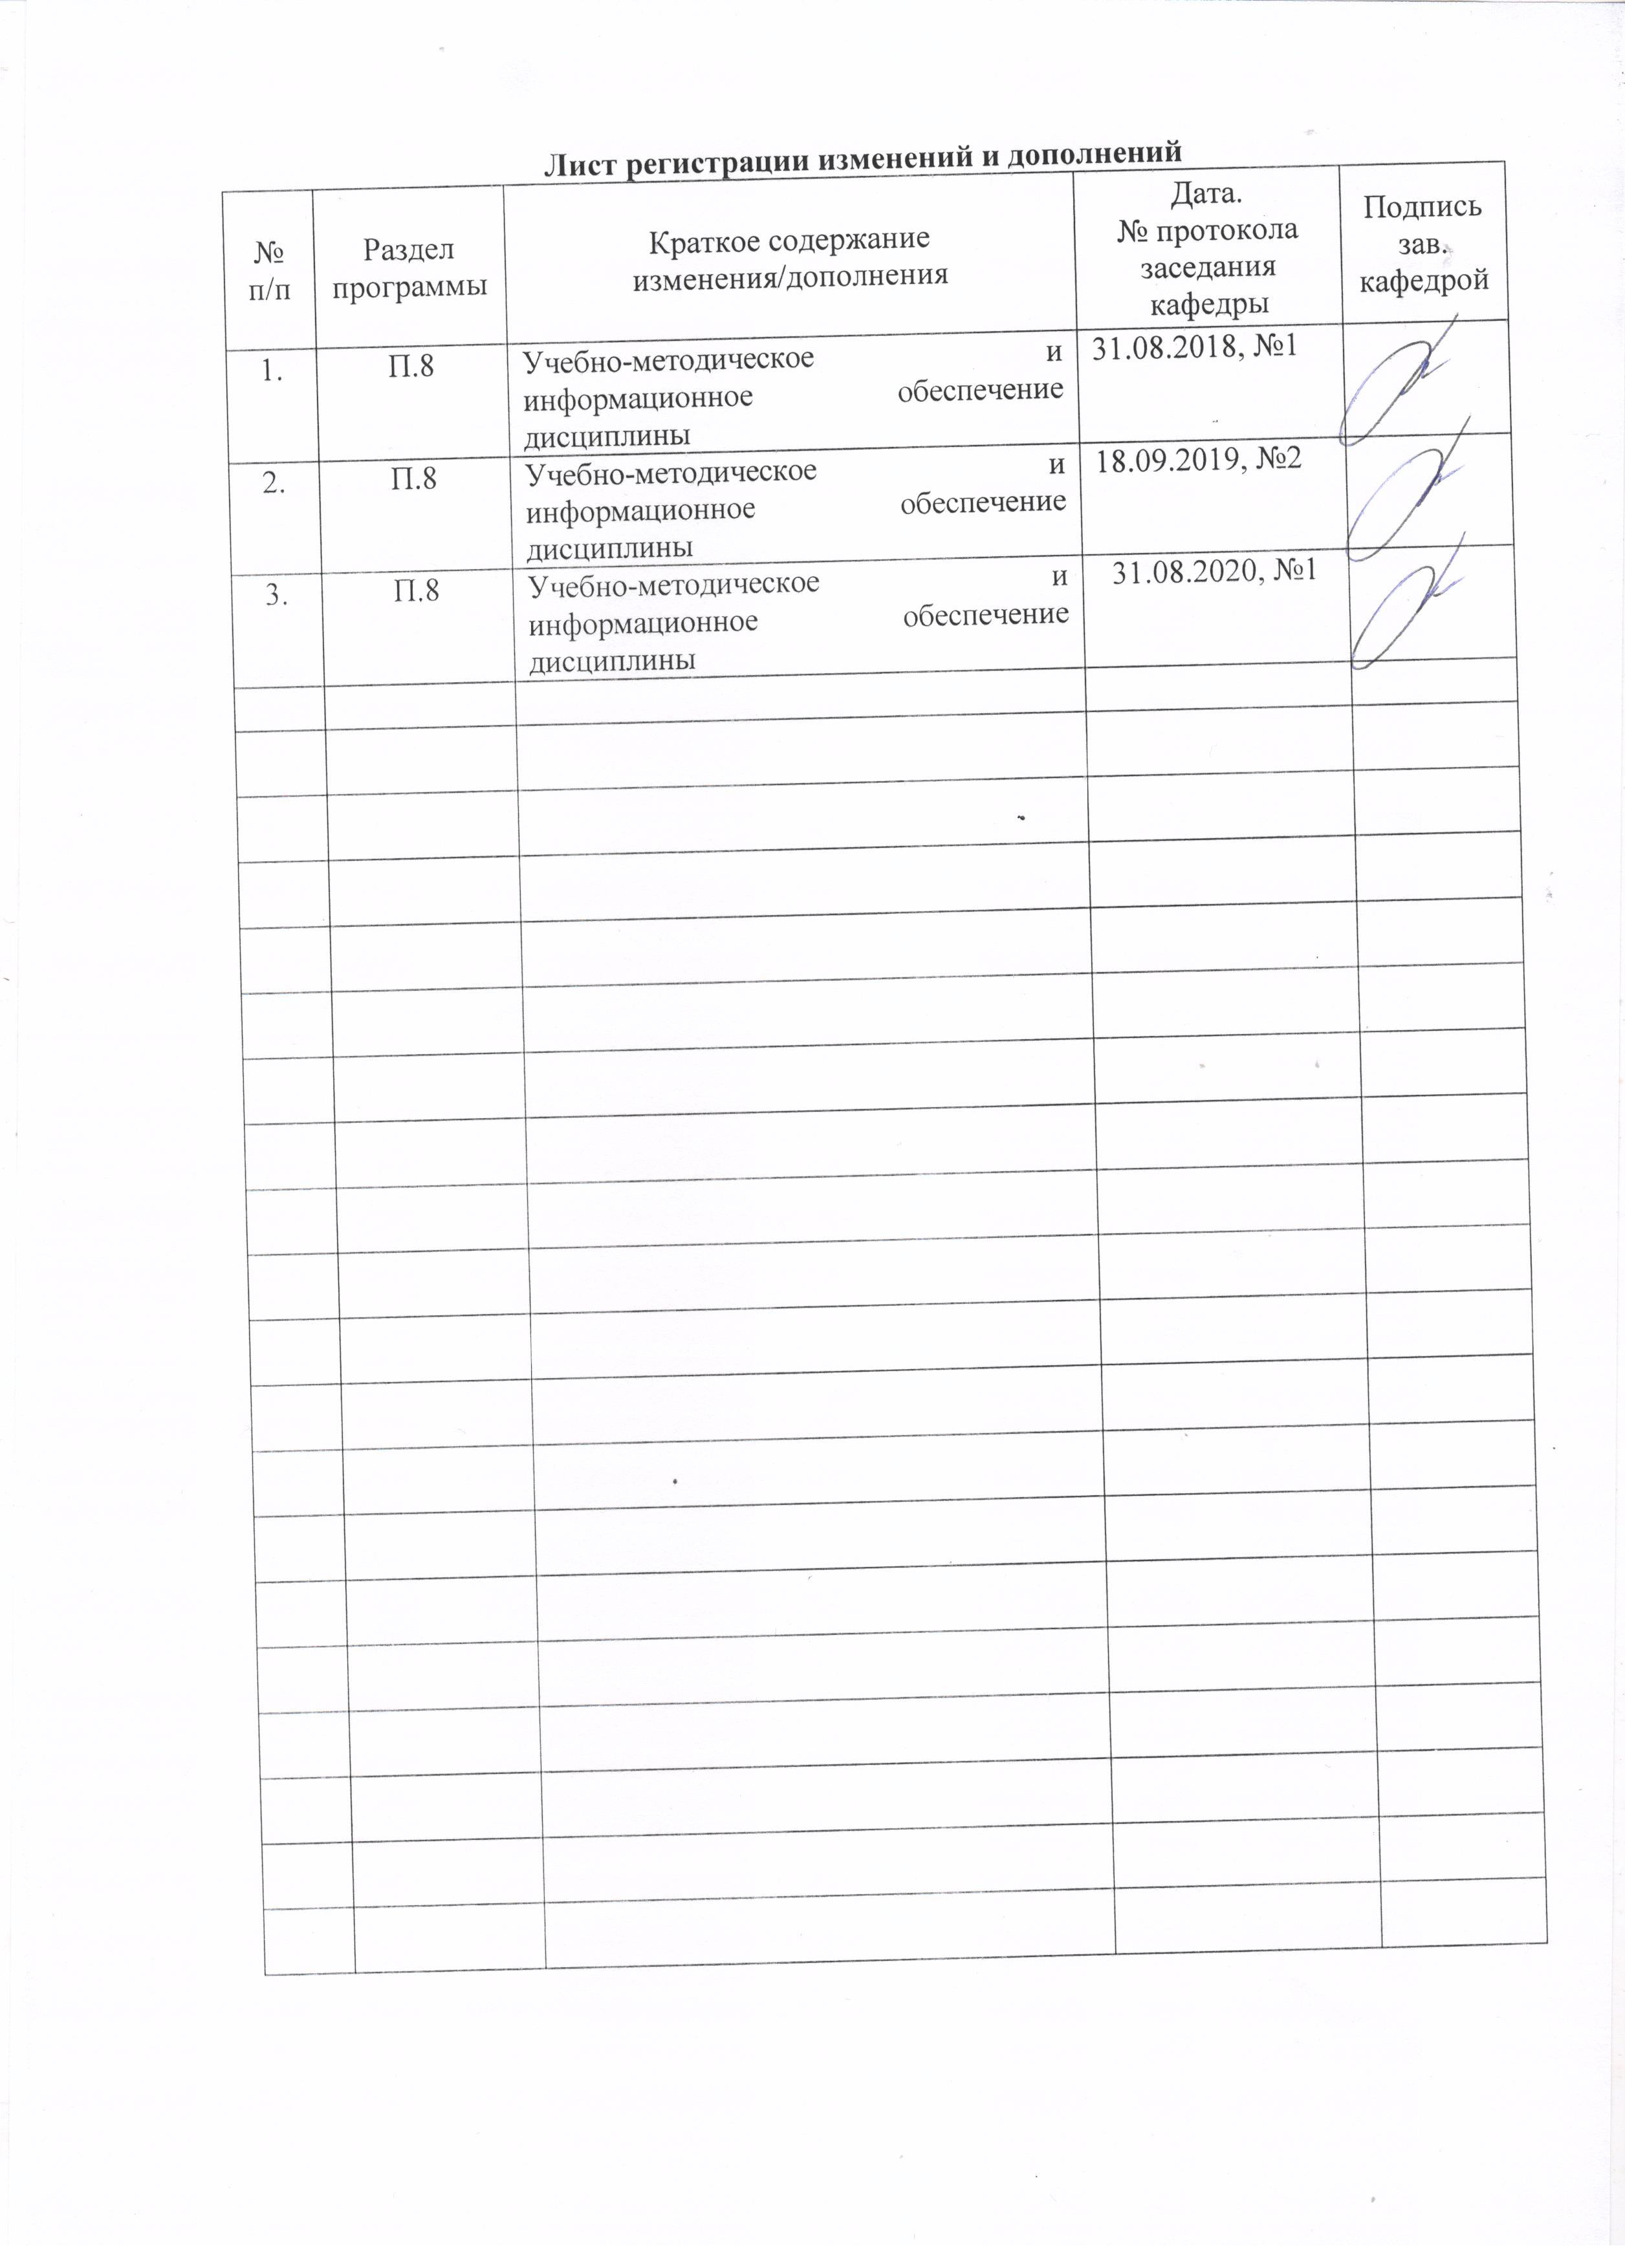 Лист регистрации изменений и дополнений
№
п/п
Раздел
программы
Краткое содержание
изменения/дополнения
Дата.
№ протокола
заседания
кафедры
Подпись
зав.
кафедрой
1.
П.8
Учебно-методическое и
информационное обеспечение
дисциплины
31.08.2018, №1
2.
П.8
Учебно-методическое и
информационное обеспечение
дисциплины
18.09.2019, №2
3.
П.8
Учебно-методическое и
информационное обеспечение
дисциплины
31.08.2020, №1